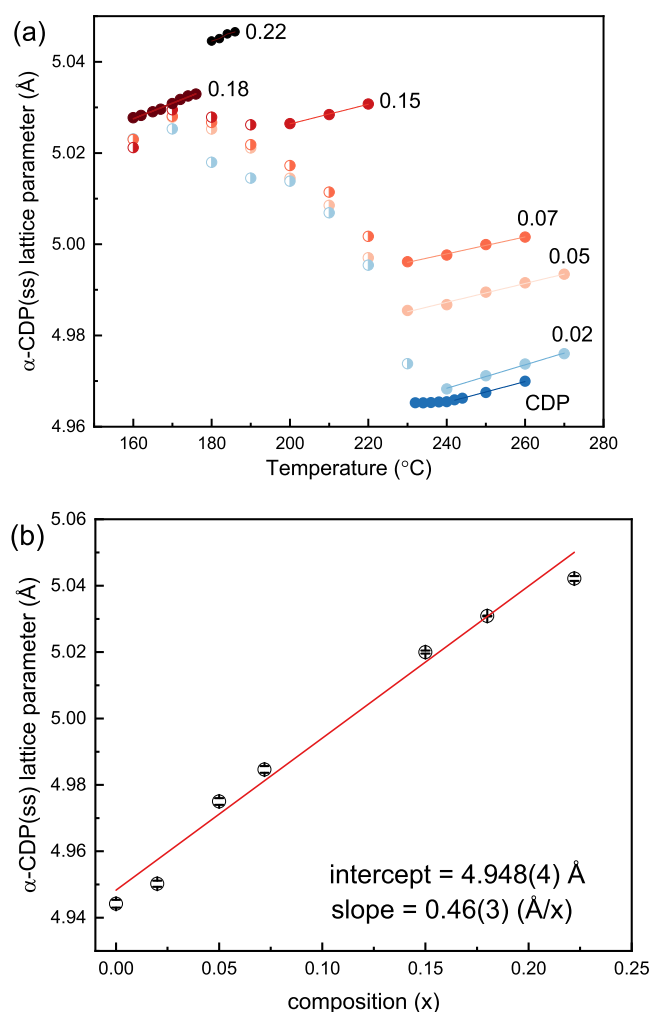 (a)
0.22
0.18
0.15
0.07
0.05
0.02
CDP
5.04
5.02
5.00
4.98
4.96
α-CDP(ss) lattice parameter (Å)
160 180 200 220 240 260 280
Temperature (°C)
(b)
5.06
5.04
5.02
5.00
4.98
4.96
4.94
α-CDP(ss) lattice parameter (Å)
intercept = 4.948(4) Å
slope = 0.46(3) (Å/x)
0.00 0.05 0.10 0.15 0.20 0.25
composition (x)